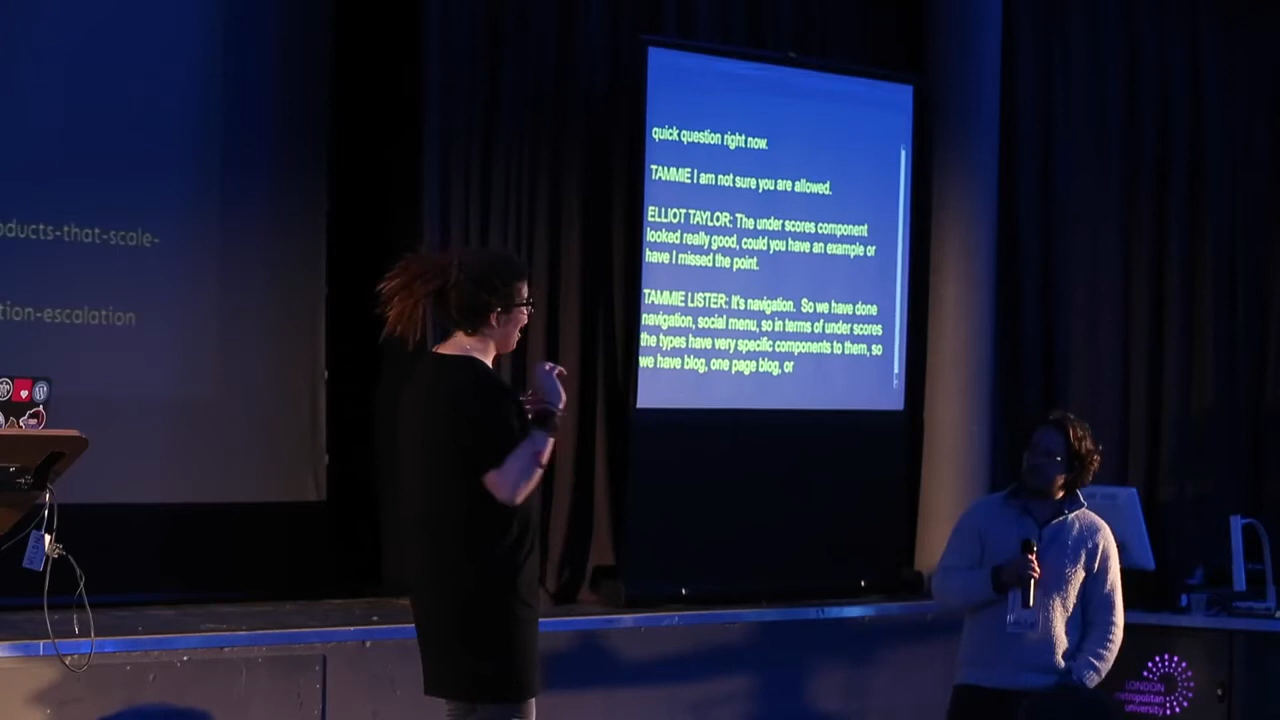 oducts-that-scale-
tion-escalation
quick question right now.
TAMMIE I am not sure you are allowed.
ELLIOT TAYLOR: The under scores component
looked really good, could you have an example or
have I missed the point.
TAMMIE LISTER: It's navigation. So we have done
navigation, social menu, so in terms of under scores
the types have very specific components to them, so
we have blog, one page blog, or
LONDON
metropolitan
university